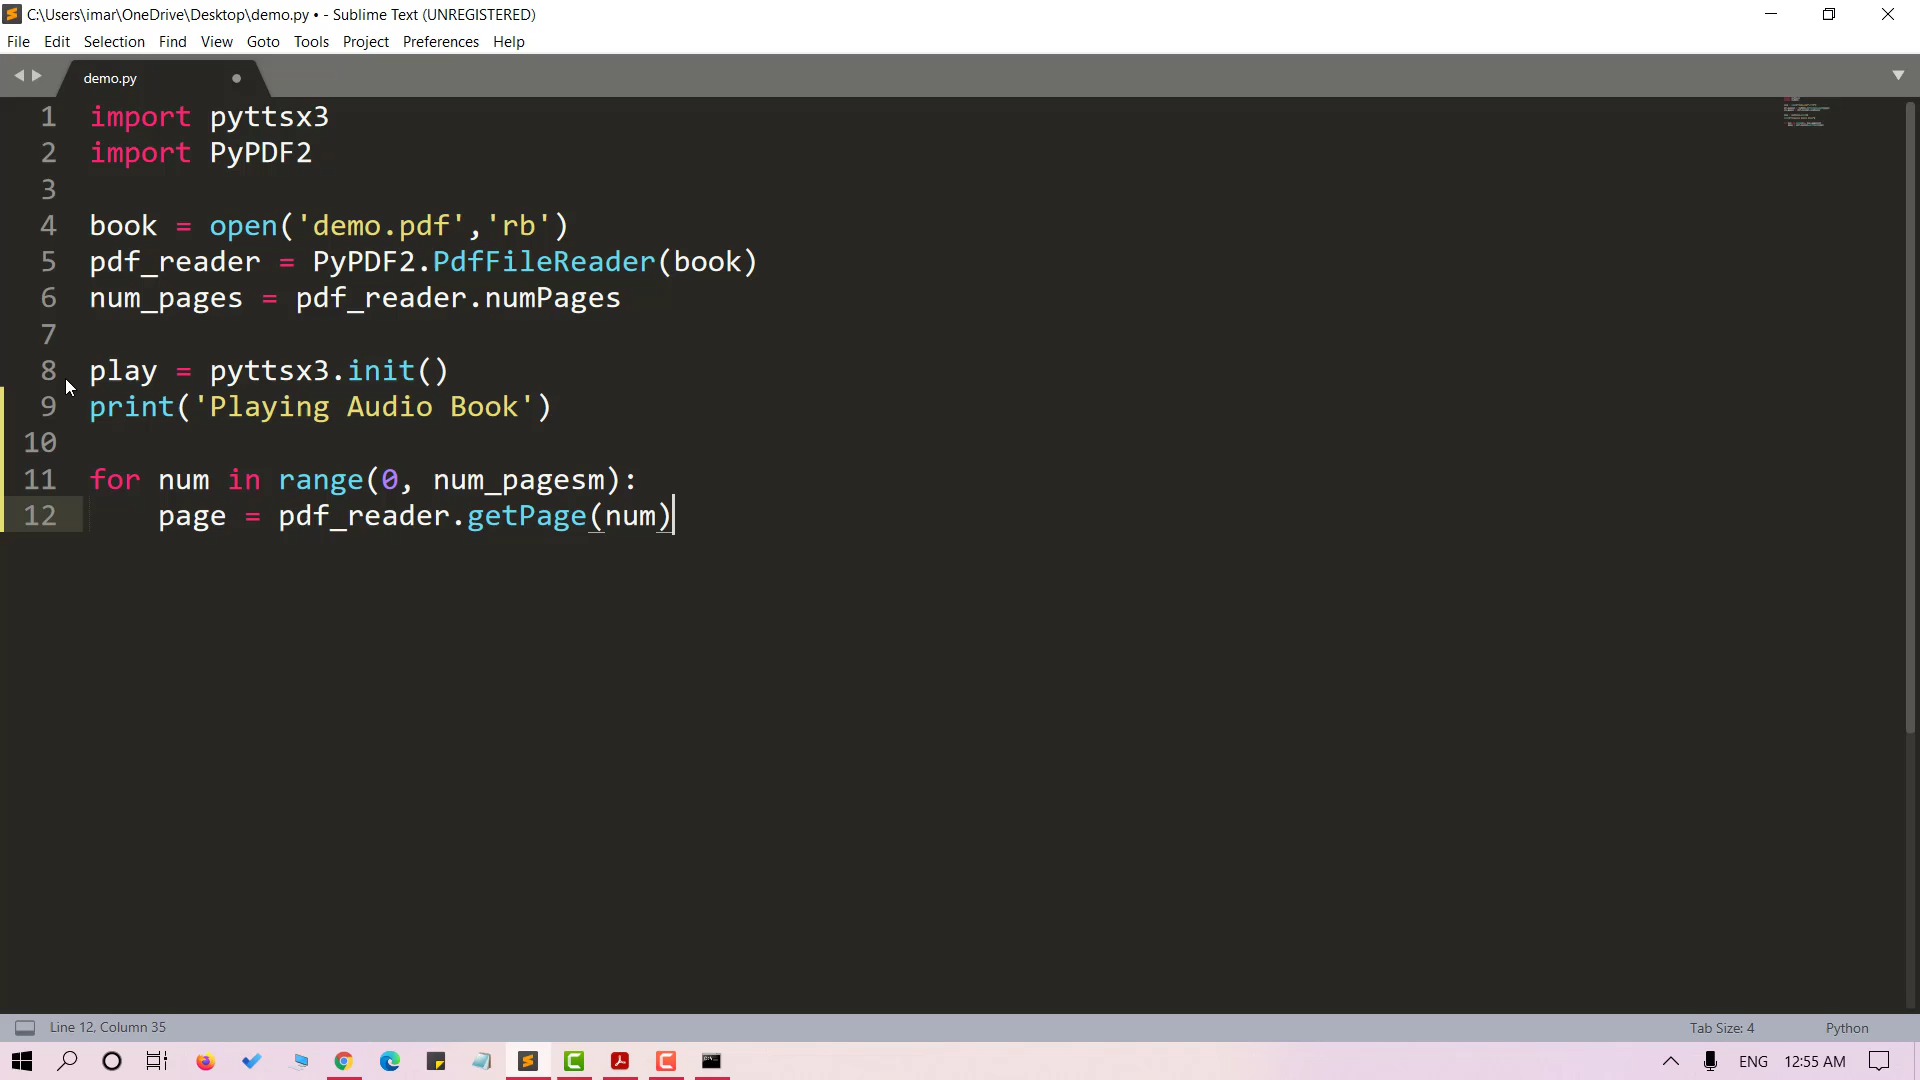 C:\Users\imar\OneDrive\Desktop\demo.py • - Sublime Text (UNREGISTERED)
File Edit Selection Find View Goto Tools Project Preferences Help
demo.py
1 import pyttsx3
2 import PyPDF2
3
4 book = open('demo.pdf','rb')
5 pdf_reader = PyPDF2.PdfFileReader(book)
6 num_pages = pdf_reader.numPages
7
8 play = pyttsx3.init()
9 print('Playing Audio Book')
10
11 for num in range(0, num_pagesm):
12     page = pdf_reader.getPage(num)
Line 12, Column 35 Tab Size: 4 Python
ENG 12:55 AM